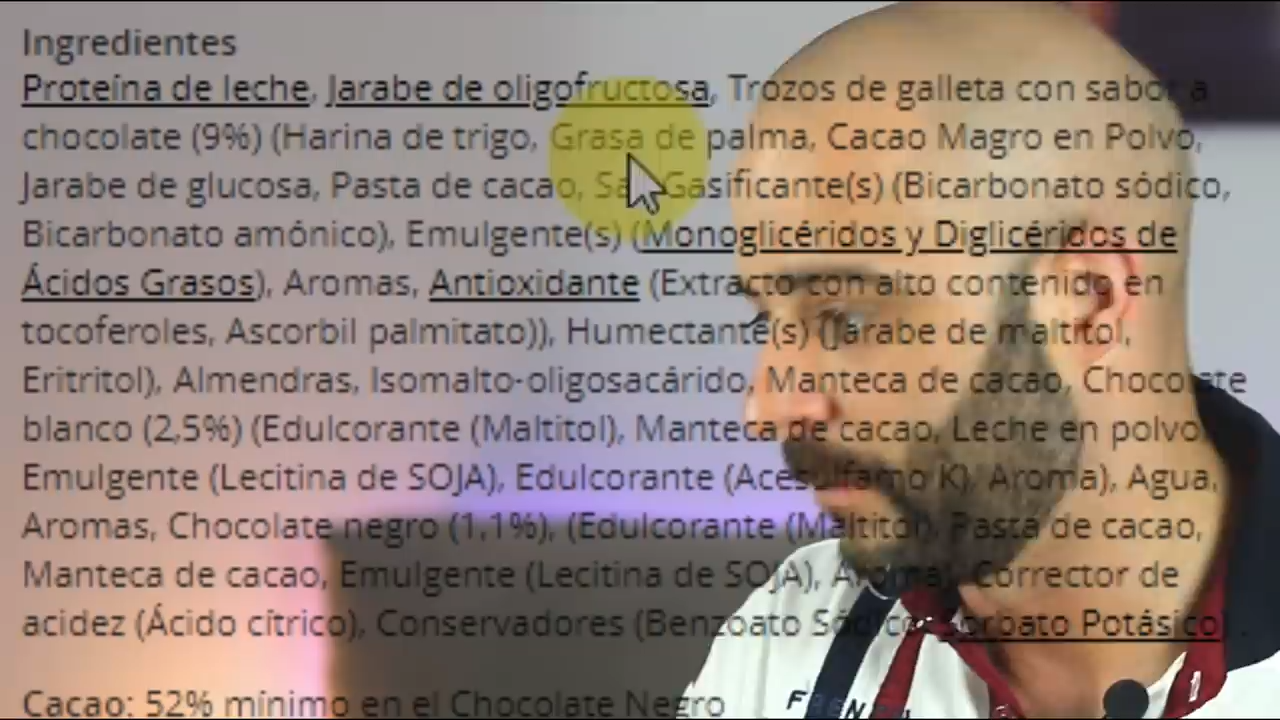 Ingredientes
Proteína de leche, Jarabe de oligofructosa, Trozos de galleta con sabor a
chocolate (9%) (Harina de trigo, Grasa de palma, Cacao Magro en Polvo,
Jarabe de glucosa, Pasta de cacao, Gasificante(s) (Bicarbonato sódico,
Bicarbonato amónico), Emulgente(s) (Monoglicéridos y Diglicéridos de
Ácidos Grasos), Aromas, Antioxidante (Extracto con alto contenido en
tocoferoles, Ascorbil palmitato)), Humectante(s) (Jarabe de maltitol,
Eritritol), Almendras, Isomalto-oligosacárido, Manteca de cacao, Chocolate
blanco (2,5%) (Edulcorante (Maltitol), Manteca de cacao, Leche en polvo,
Emulgente (Lecitina de SOJA), Edulcorante (Acesulfamo K), Aroma), Agua,
Aromas, Chocolate negro (1,1%), (Edulcorante (Maltitol), Pasta de cacao,
Manteca de cacao, Emulgente (Lecitina de SOJA), Aroma), Corrector de
acidez (Ácido cítrico), Conservadores (Benzoato Sódico, Sorbato Potásico) .
Cacao: 52% mínimo en el Chocolate Negro